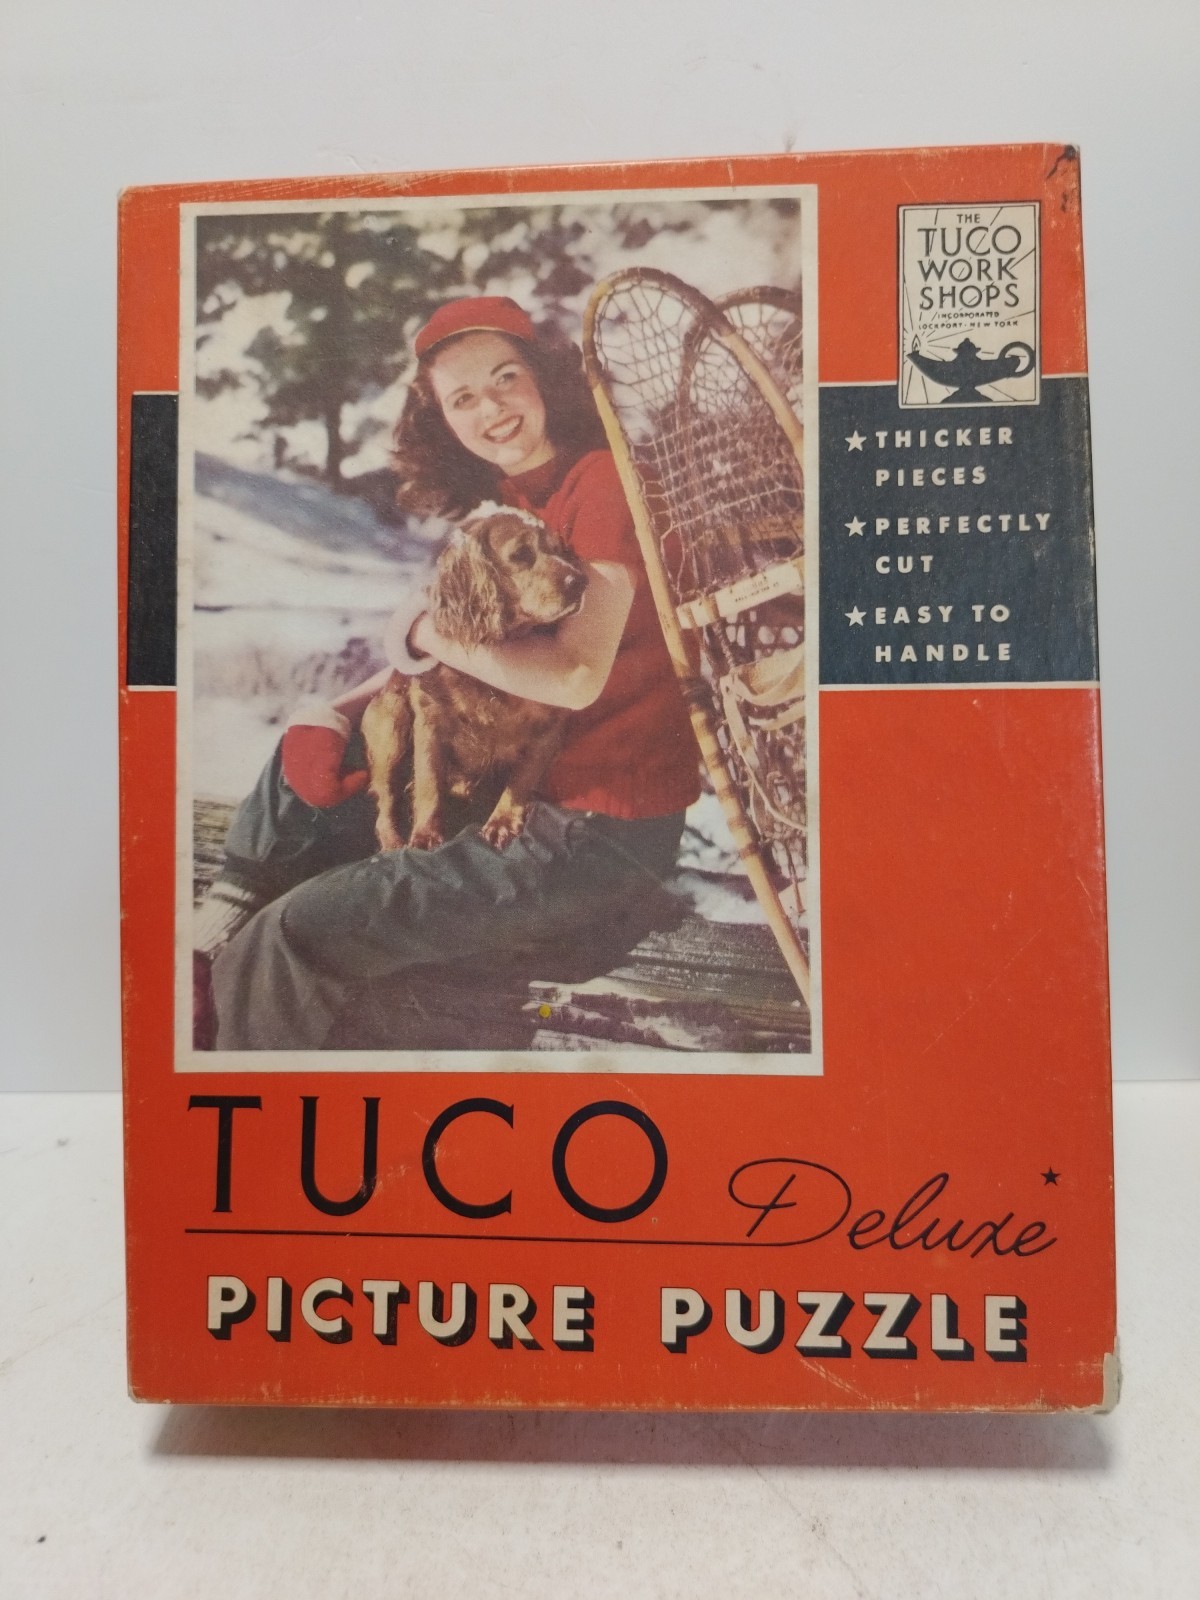 THE
TUCO
WORK
SHOPS
INCORPORATED
LOCKPORT - NEW YORK
★ THICKER
PIECES
★ PERFECTLY
CUT
★ EASY TO
HANDLE
TUCO Deluxe ★
PICTURE PUZZLE